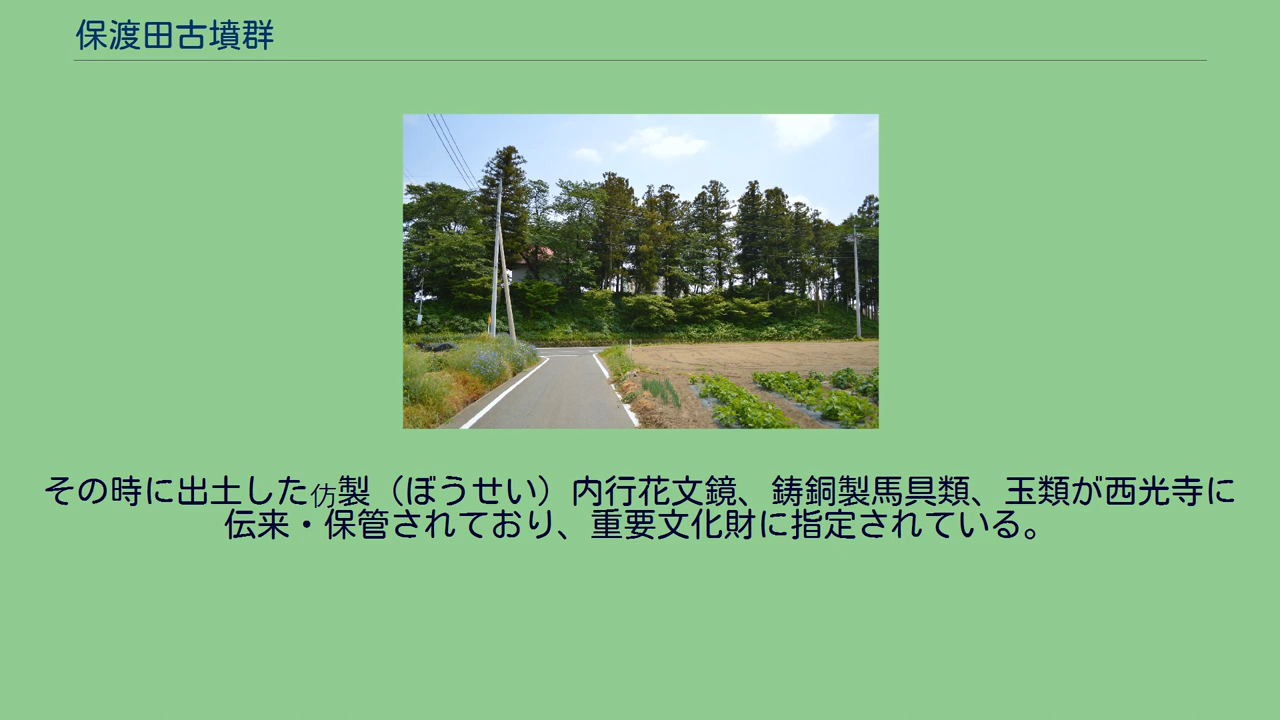 保渡田古墳群
その時に出土した仿製（ぼうせい）内行花文鏡、鋳銅製馬具類、玉類が西光寺に
伝来・保管されており、重要文化財に指定されている。